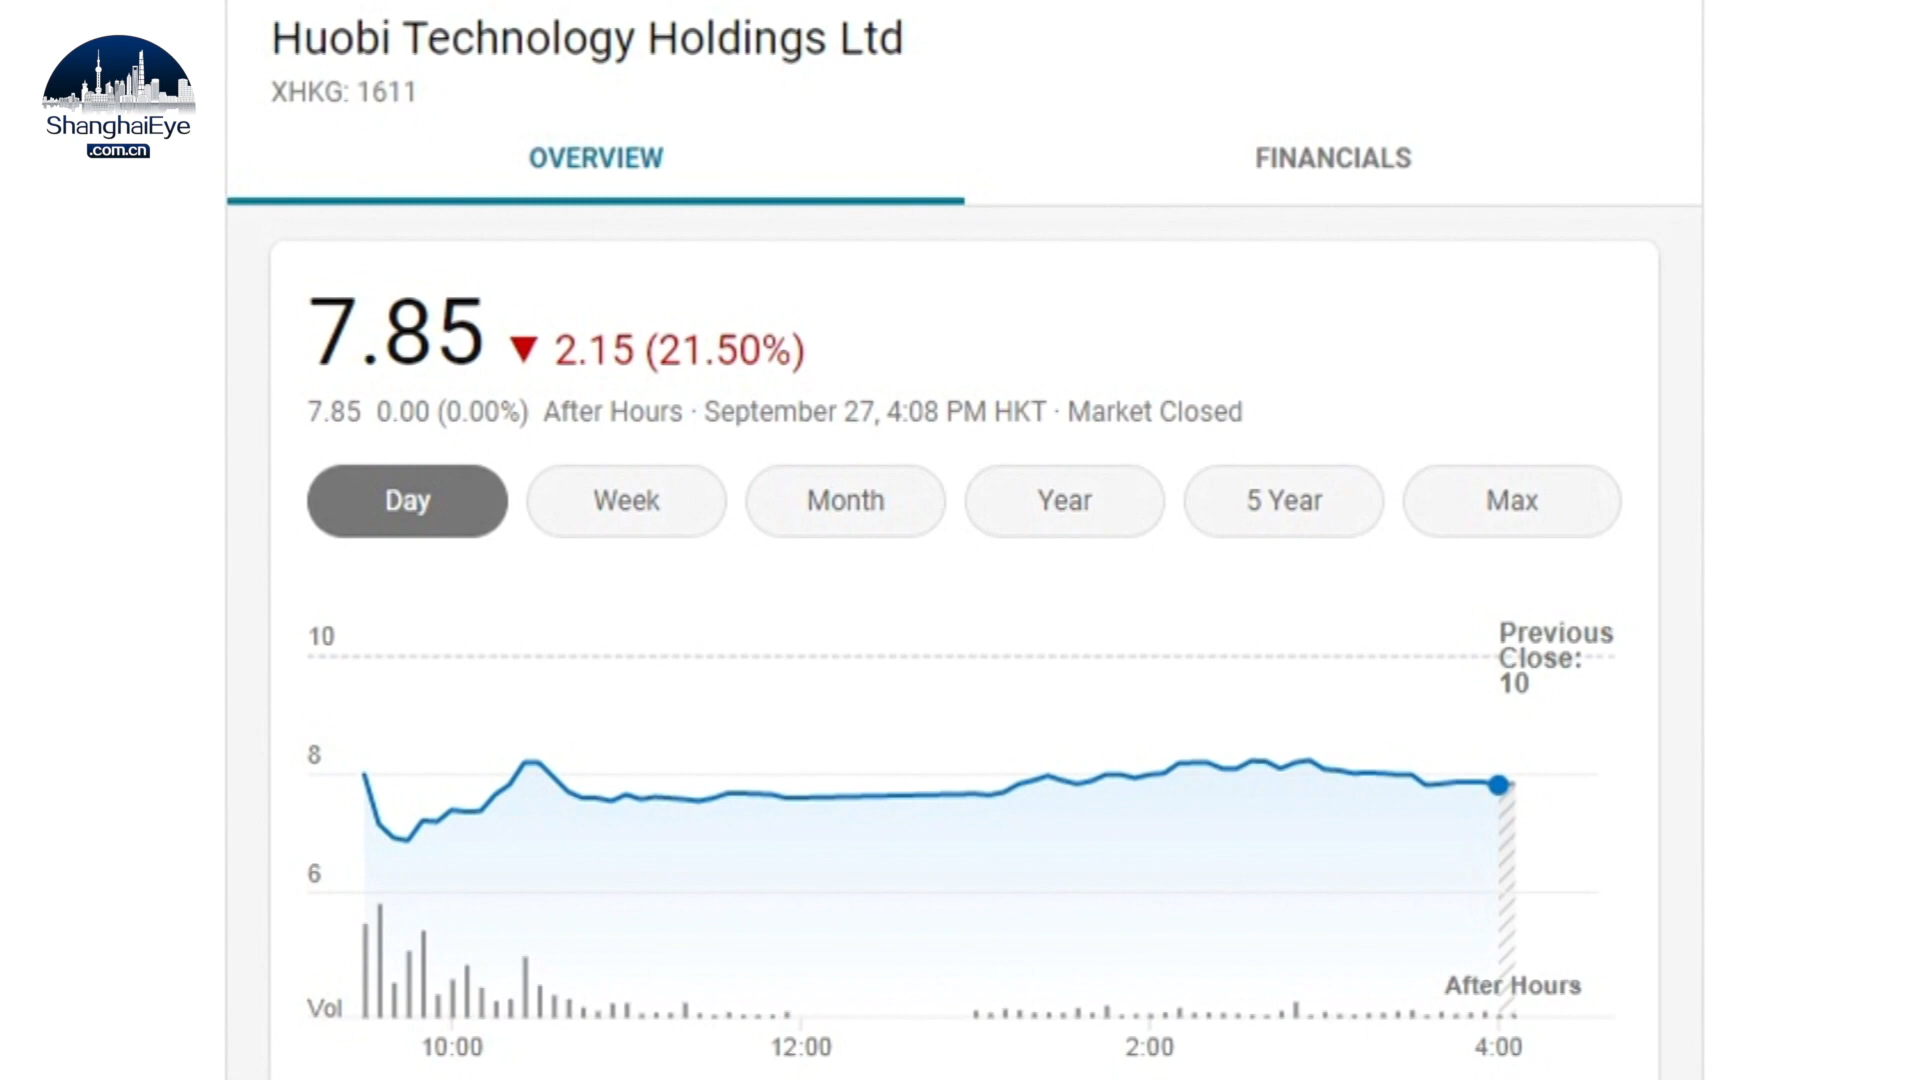 Huobi Technology Holdings Ltd
XHKG: 1611
ShanghaiEye
.com.cn
OVERVIEW FINANCIALS
7.85 ▼ 2.15 (21.50%)
7.85 0.00 (0.00%) After Hours · September 27, 4:08 PM HKT · Market Closed
Day Week Month Year 5 Year Max
10
Previous
Close:
10
8
6
After Hours
Vol
10:00 12:00 2:00 4:00